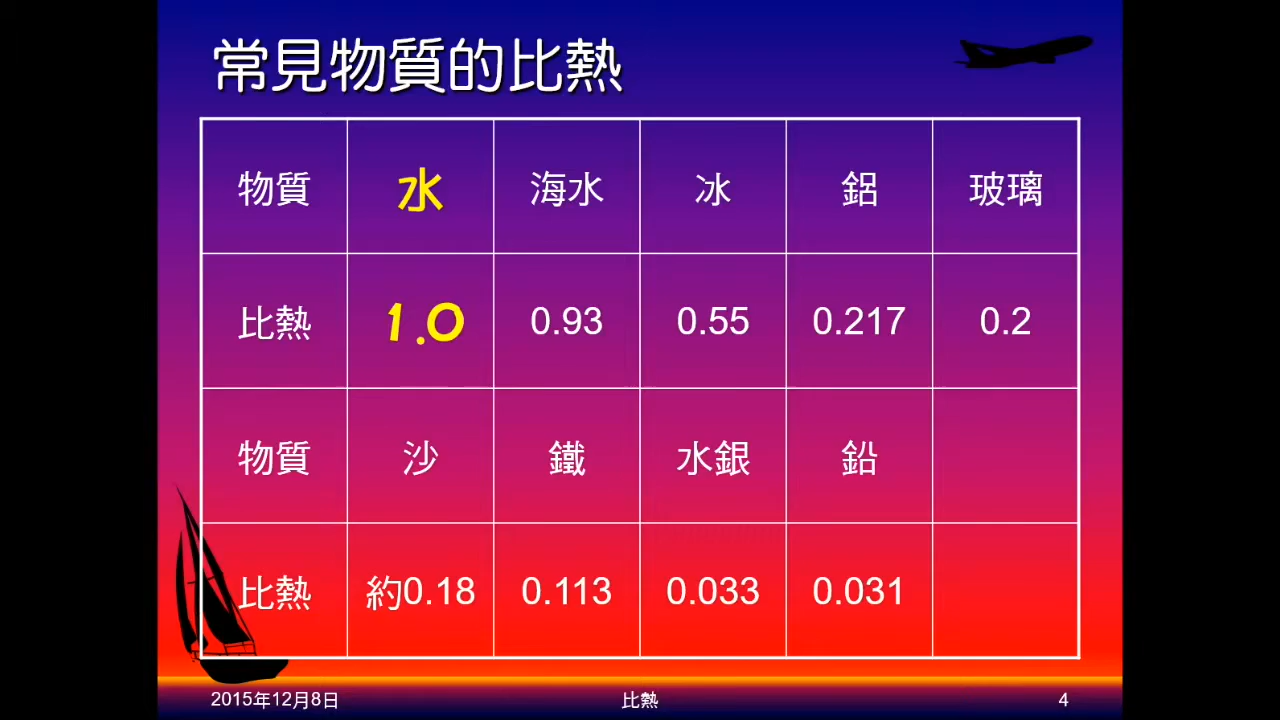 常見物質的比熱
物質 水 海水 冰 鋁 玻璃
比熱 1.0 0.93 0.55 0.217 0.2
物質 沙 鐵 水銀 鉛
比熱 約0.18 0.113 0.033 0.031
2015年12月8日 比熱 4